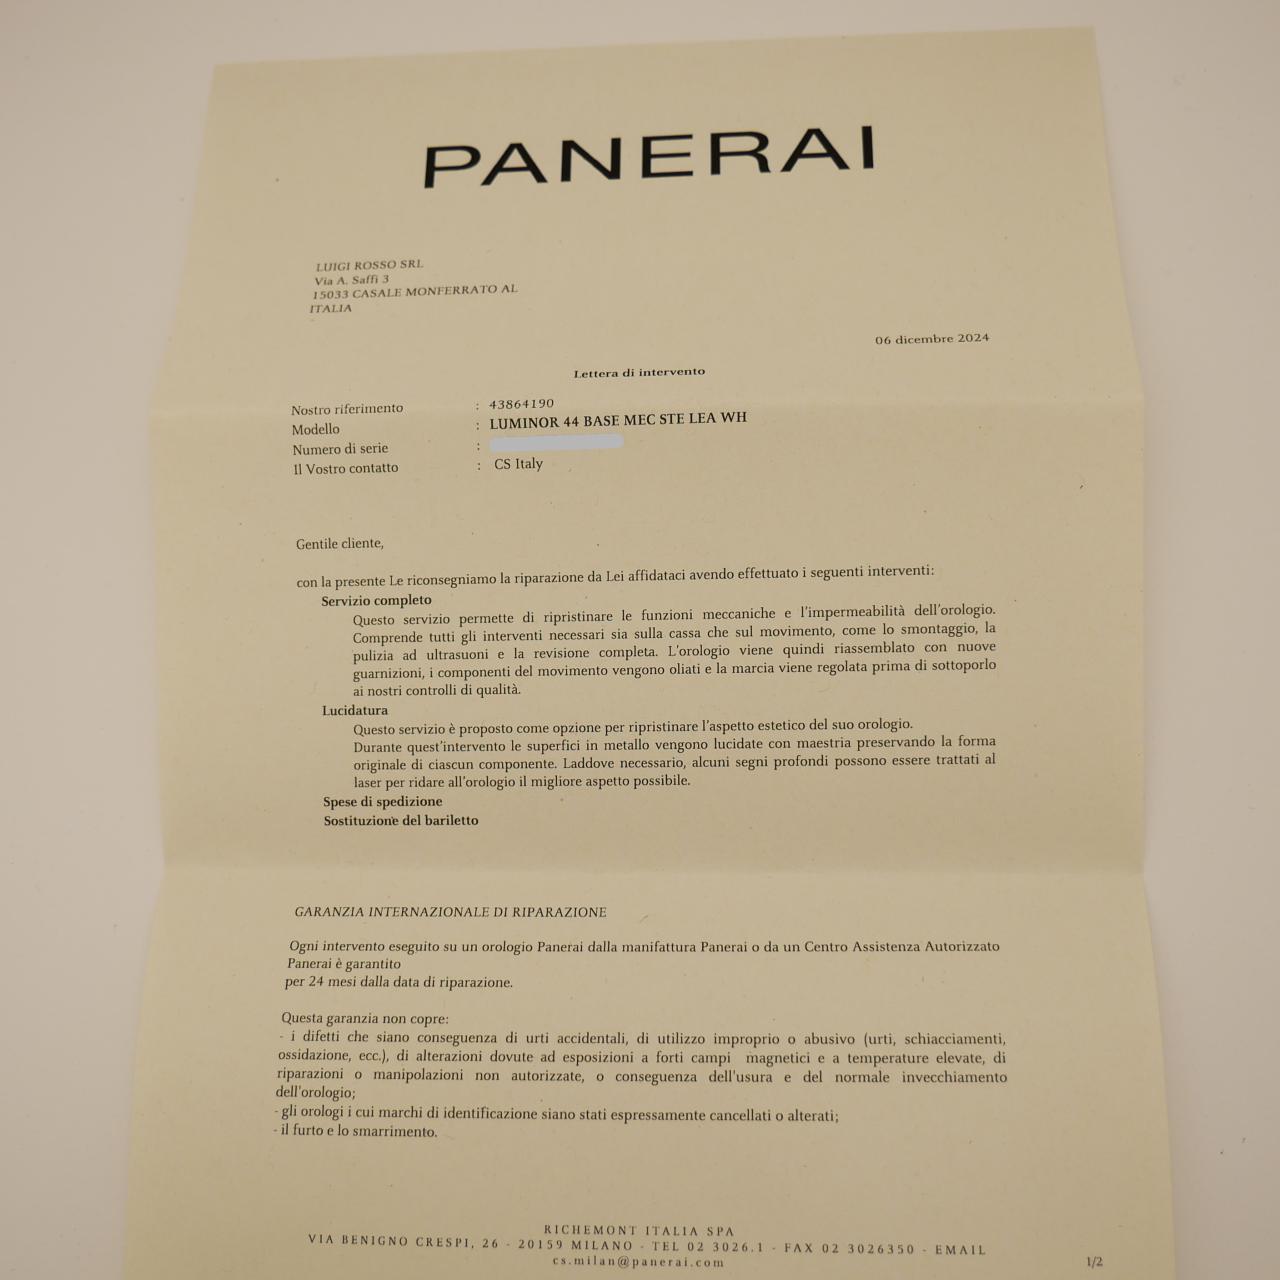 PANERAI
LUIGI ROSSO SRL
Via A. Saffi 3
15033 CASALE MONFERRATO AL
ITALIA
06 dicembre 2024
Lettera di intervento
Nostro riferimento : 43864190
Modello : LUMINOR 44 BASE MEC STE LEA WH
Numero di serie :
Il Vostro contatto : CS Italy
Gentile cliente,
con la presente Le riconsegniamo la riparazione da Lei affidataci avendo effettuato i seguenti interventi:
Servizio completo
Questo servizio permette di ripristinare le funzioni meccaniche e l'impermeabilità dell'orologio.
Comprende tutti gli interventi necessari sia sulla cassa che sul movimento, come lo smontaggio, la
pulizia ad ultrasuoni e la revisione completa. L'orologio viene quindi riassemblato con nuove
guarnizioni, i componenti del movimento vengono oliati e la marcia viene regolata prima di sottoporlo
ai nostri controlli di qualità.
Lucidatura
Questo servizio è proposto come opzione per ripristinare l'aspetto estetico del suo orologio.
Durante quest'intervento le superfici in metallo vengono lucidate con maestria preservando la forma
originale di ciascun componente. Laddove necessario, alcuni segni profondi possono essere trattati al
laser per ridare all'orologio il migliore aspetto possibile.
Spese di spedizione
Sostituzione del bariletto
GARANZIA INTERNAZIONALE DI RIPARAZIONE
Ogni intervento eseguito su un orologio Panerai dalla manifattura Panerai o da un Centro Assistenza Autorizzato
Panerai è garantito
per 24 mesi dalla data di riparazione.
Questa garanzia non copre:
- i difetti che siano conseguenza di urti accidentali, di utilizzo improprio o abusivo (urti, schiacciamenti,
ossidazione, ecc.), di alterazioni dovute ad esposizioni a forti campi magnetici e a temperature elevate, di
riparazioni o manipolazioni non autorizzate, o conseguenza dell'usura e del normale invecchiamento
dell'orologio;
- gli orologi i cui marchi di identificazione siano stati espressamente cancellati o alterati;
- il furto e lo smarrimento.
RICHEMONT ITALIA SPA
VIA BENIGNO CRESPI, 26 - 20159 MILANO - TEL 02 3026.1 - FAX 02 3026350 - EMAIL
cs.milan@panerai.com
1/2